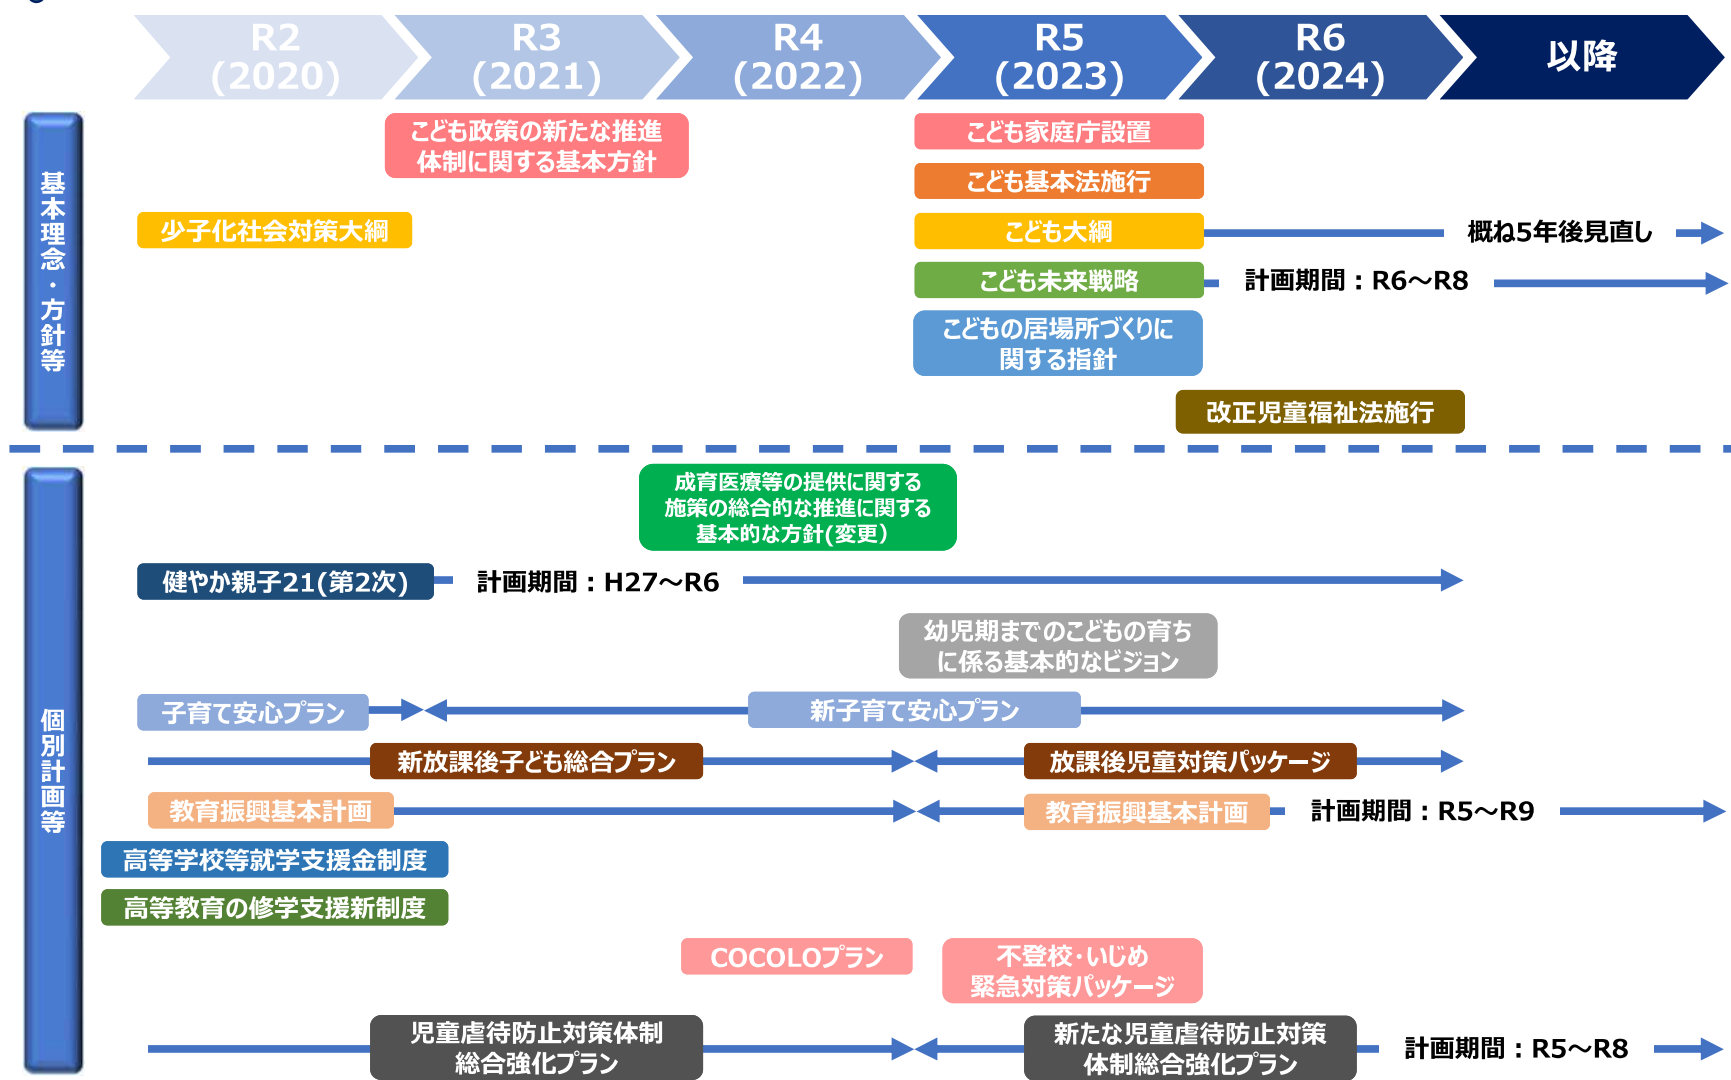 R2
(2020)
R3
(2021)
R4
(2022)
R5
(2023)
R6
(2024)
以降
基本理念・方針等
こども政策の新たな推進
体制に関する基本方針
こども家庭庁設置
こども基本法施行
少子化社会対策大綱
こども大綱
概ね5年後見直し
こども未来戦略
計画期間：R6～R8
こどもの居場所づくりに
関する指針
改正児童福祉法施行
個別計画等
成育医療等の提供に関する
施策の総合的な推進に関する
基本的な方針(変更）
健やか親子21(第2次)
計画期間：H27～R6
幼児期までのこどもの育ち
に係る基本的なビジョン
子育て安心プラン
新子育て安心プラン
新放課後子ども総合プラン
放課後児童対策パッケージ
教育振興基本計画
教育振興基本計画
計画期間：R5～R9
高等学校等就学支援金制度
高等教育の修学支援新制度
COCOLOプラン
不登校・いじめ
緊急対策パッケージ
児童虐待防止対策体制
総合強化プラン
新たな児童虐待防止対策
体制総合強化プラン
計画期間：R5～R8